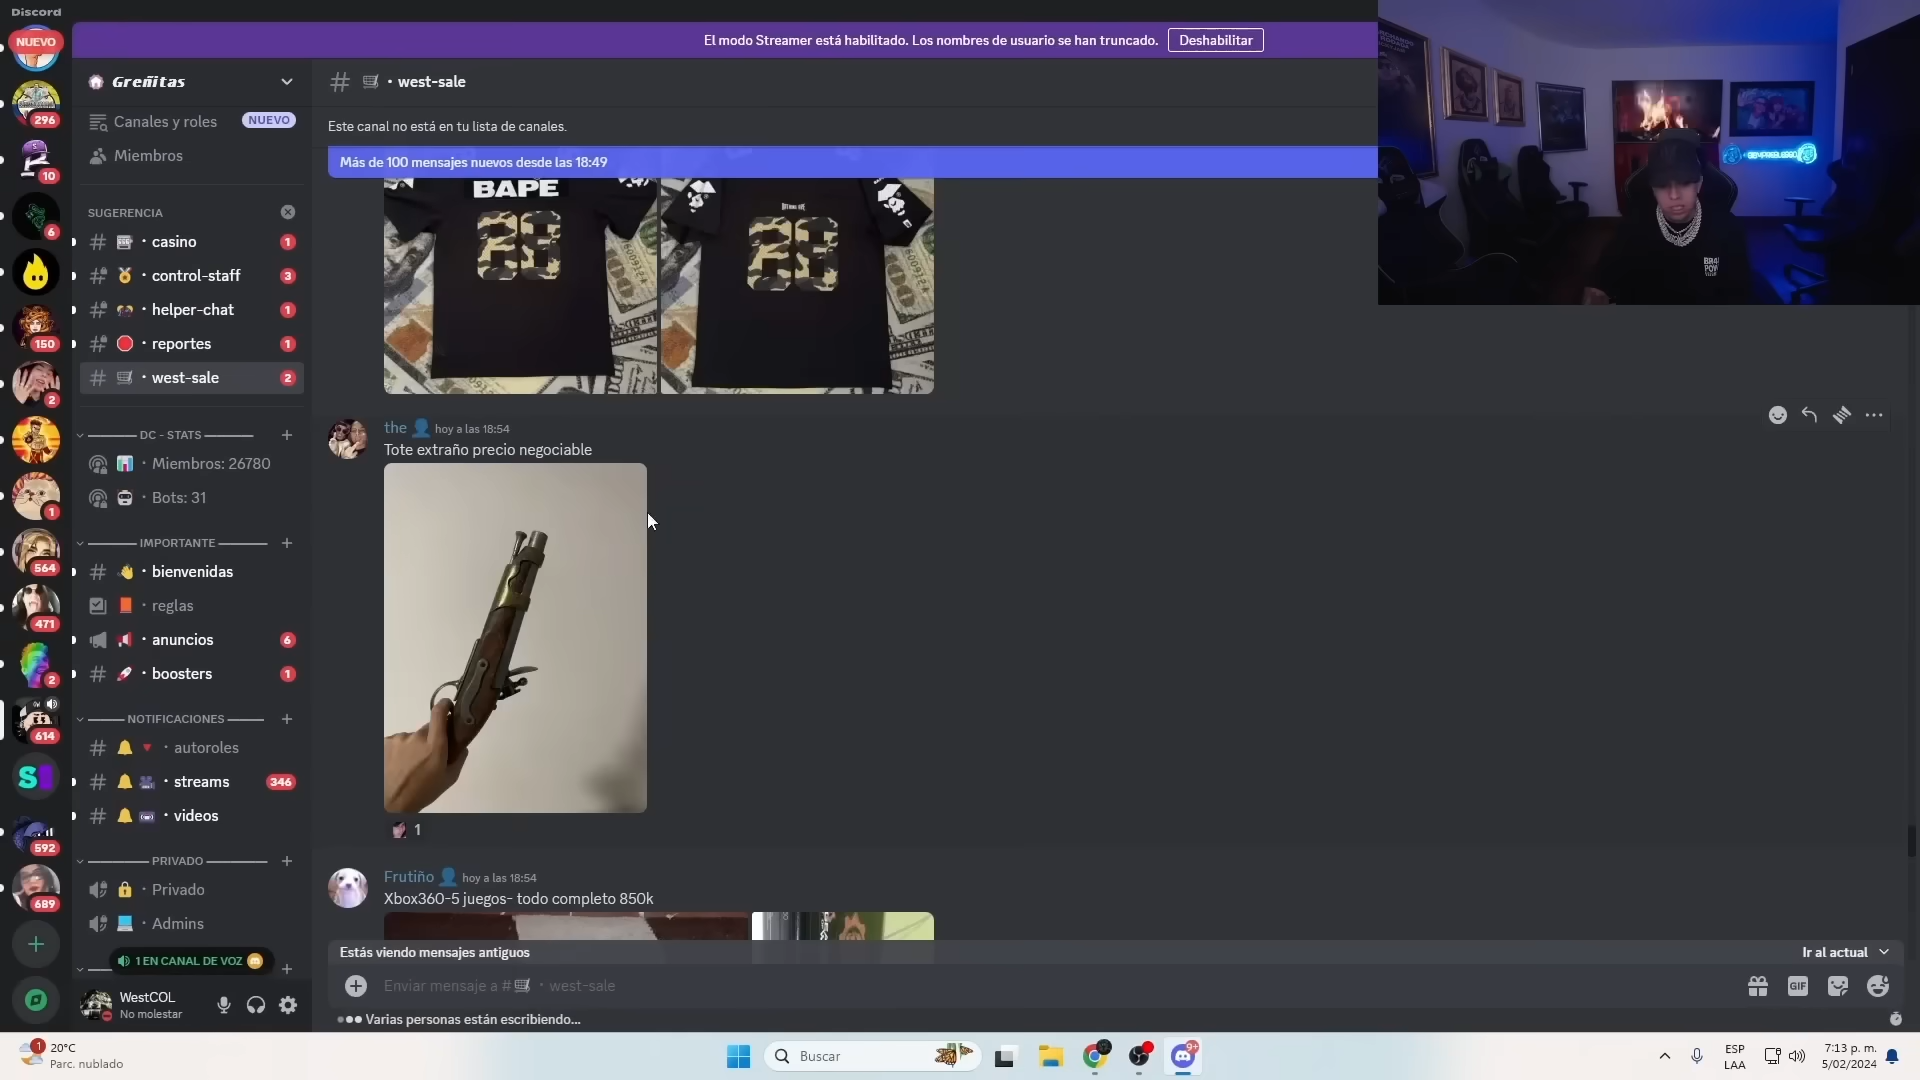 Discord
El modo Streamer está habilitado. Los nombres de usuario se han truncado.
Deshabilitar
NUEVO
296
10
6
150
2
1
564
471
2
614
592
689
Greñitas
Canales y roles
NUEVO
Miembros
SUGERENCIA
casino
1
control-staff
3
helper-chat
1
reportes
1
west-sale
2
DC - STATS
Miembros: 26780
Bots: 31
IMPORTANTE
bienvenidas
reglas
anuncios
6
boosters
1
NOTIFICACIONES
autoroles
streams
346
videos
PRIVADO
Privado
Admins
1 EN CANAL DE VOZ
WestCOL
No molestar
west-sale
Este canal no está en tu lista de canales.
Más de 100 mensajes nuevos desde las 18:49
BAPE
23
23
the hoy a las 18:54
Tote extraño precio negociable
1
Frutiño hoy a las 18:54
Xbox360-5 juegos- todo completo 850k
Estás viendo mensajes antiguos
Ir al actual
Enviar mensaje a # · west-sale
GIF
Varias personas están escribiendo...
1
20°C
Parc. nublado
Buscar
9+
ESP
LAA
7:13 p. m.
5/02/2024